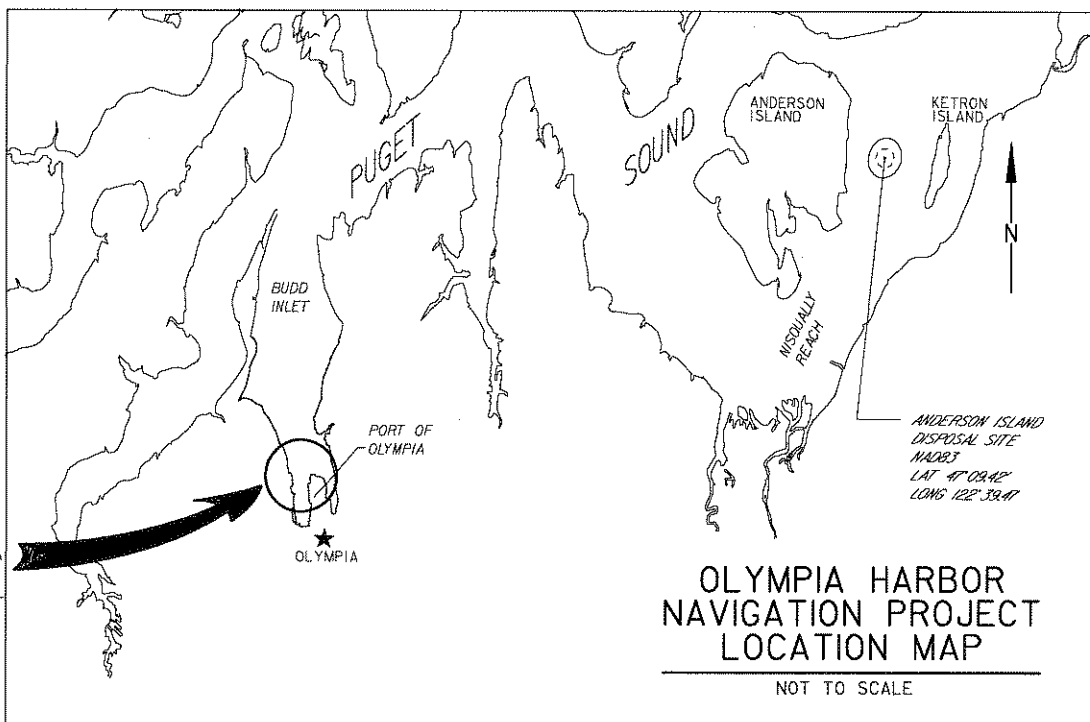 PUGET
SOUND
ANDERSON
ISLAND
KETRON
ISLAND
N
BUDD
INLET
NISQUALLY
REACH
PORT OF
OLYMPIA
ANDERSON ISLAND
DISPOSAL SITE
NAD83
LAT 47°09.42'
LONG 122°39.47'
OLYMPIA
OLYMPIA HARBOR
NAVIGATION PROJECT
LOCATION MAP
NOT TO SCALE